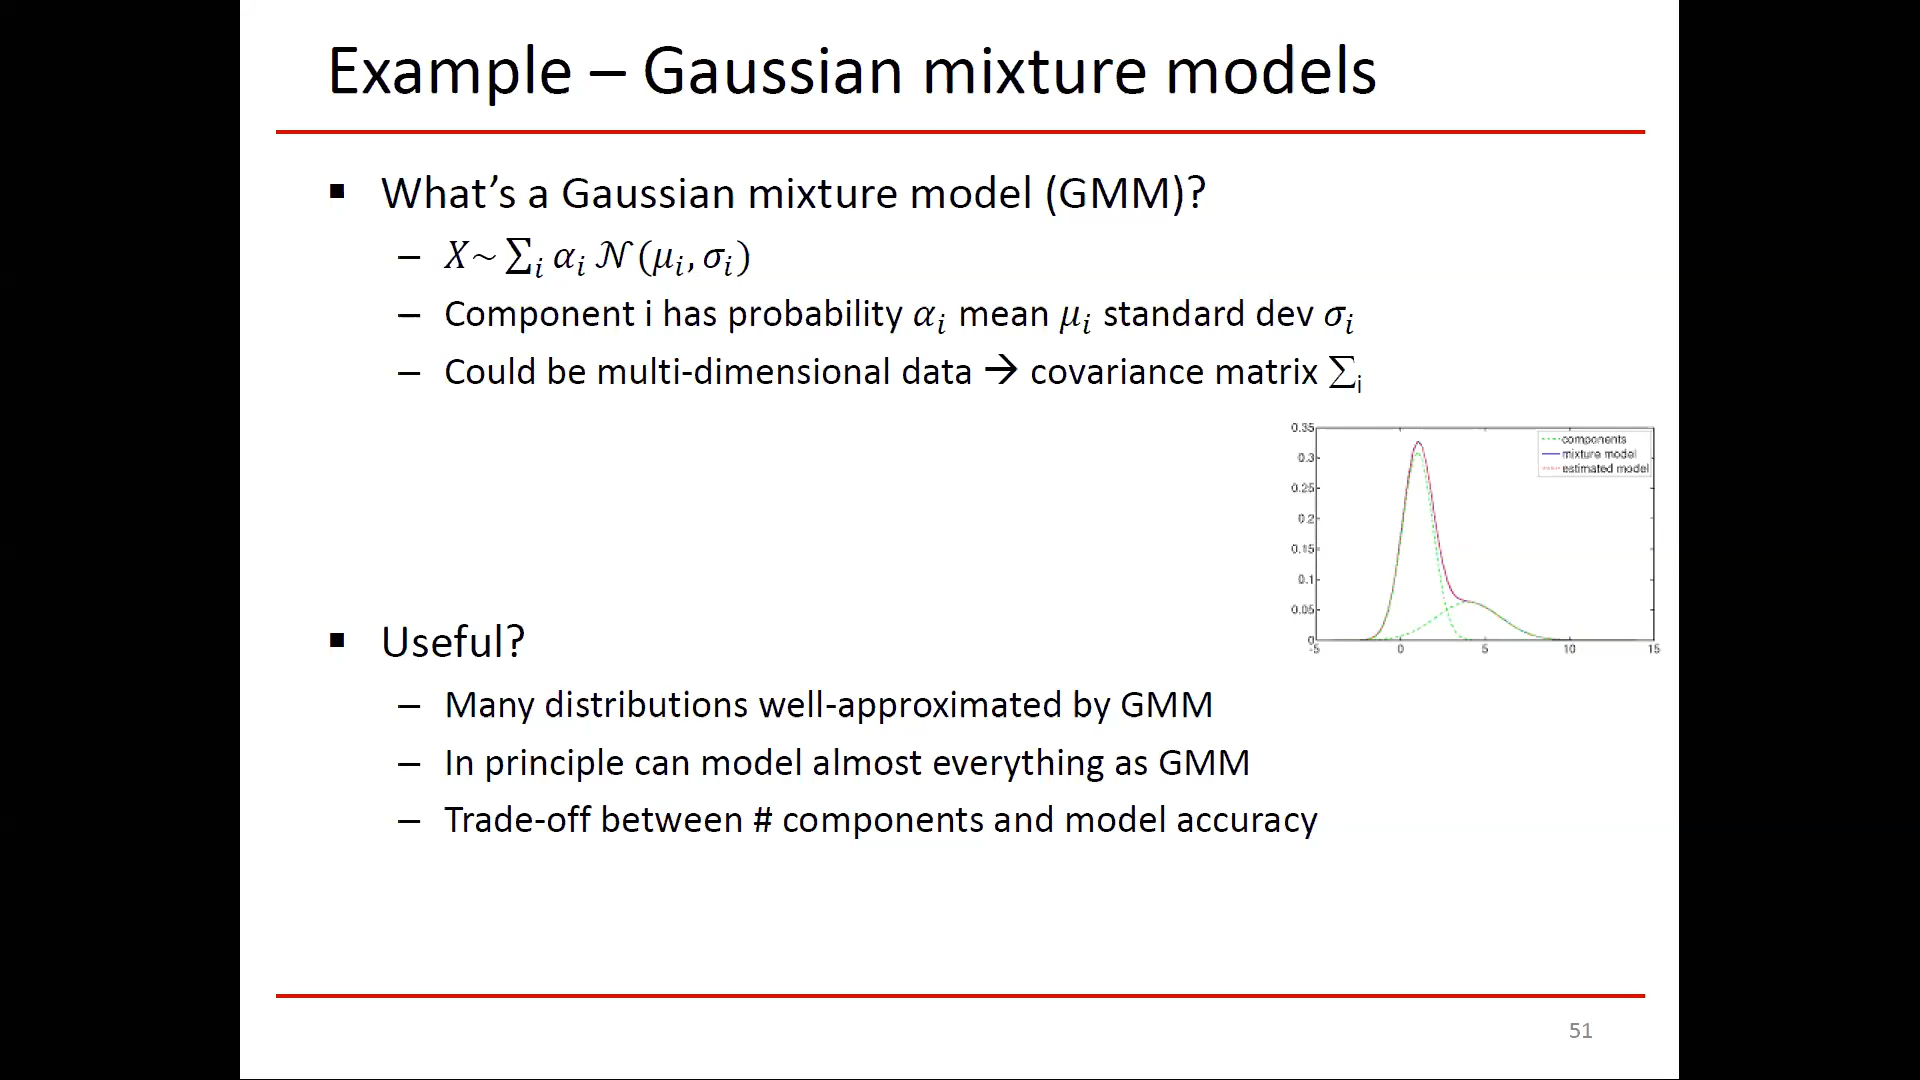 Example – Gaussian mixture models
▪ What's a Gaussian mixture model (GMM)?
– X~∑ᵢ αᵢ 𝒩(μᵢ, σᵢ)
– Component i has probability αᵢ mean μᵢ standard dev σᵢ
– Could be multi-dimensional data → covariance matrix ∑ᵢ
0.35
0.3
0.25
0.2
0.15
0.1
0.05
0
-5 0 5 10 15
components
mixture model
estimated model
▪ Useful?
– Many distributions well-approximated by GMM
– In principle can model almost everything as GMM
– Trade-off between # components and model accuracy
51